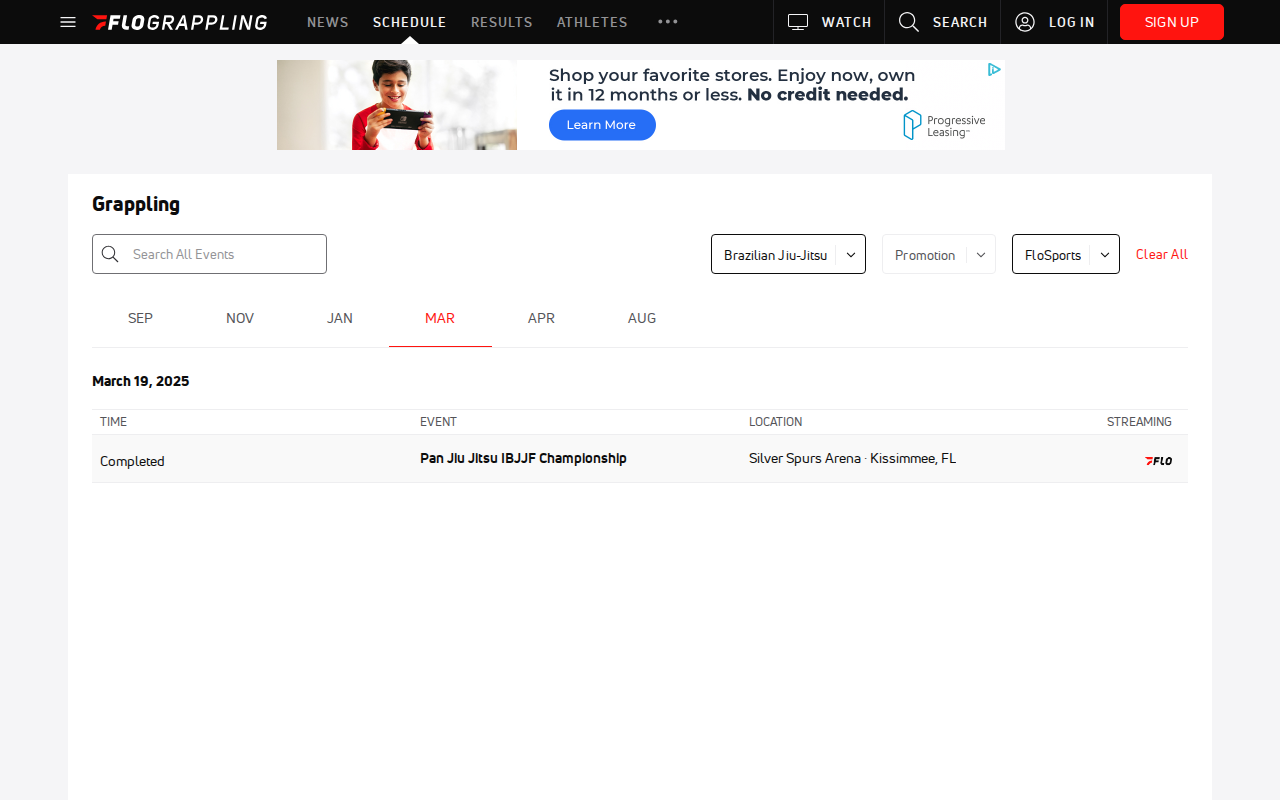 FLOGRAPPLING NEWS SCHEDULE RESULTS ATHLETES ••• WATCH SEARCH LOG IN SIGN UP
Shop your favorite stores. Enjoy now, own
it in 12 months or less. No credit needed.
Learn More
Progressive
Leasing
Grappling
Search All Events
Brazilian Jiu-Jitsu
Promotion
FloSports
Clear All
SEP NOV JAN MAR APR AUG
March 19, 2025
TIME EVENT LOCATION STREAMING
Completed Pan Jiu Jitsu IBJJF Championship Silver Spurs Arena · Kissimmee, FL FLO